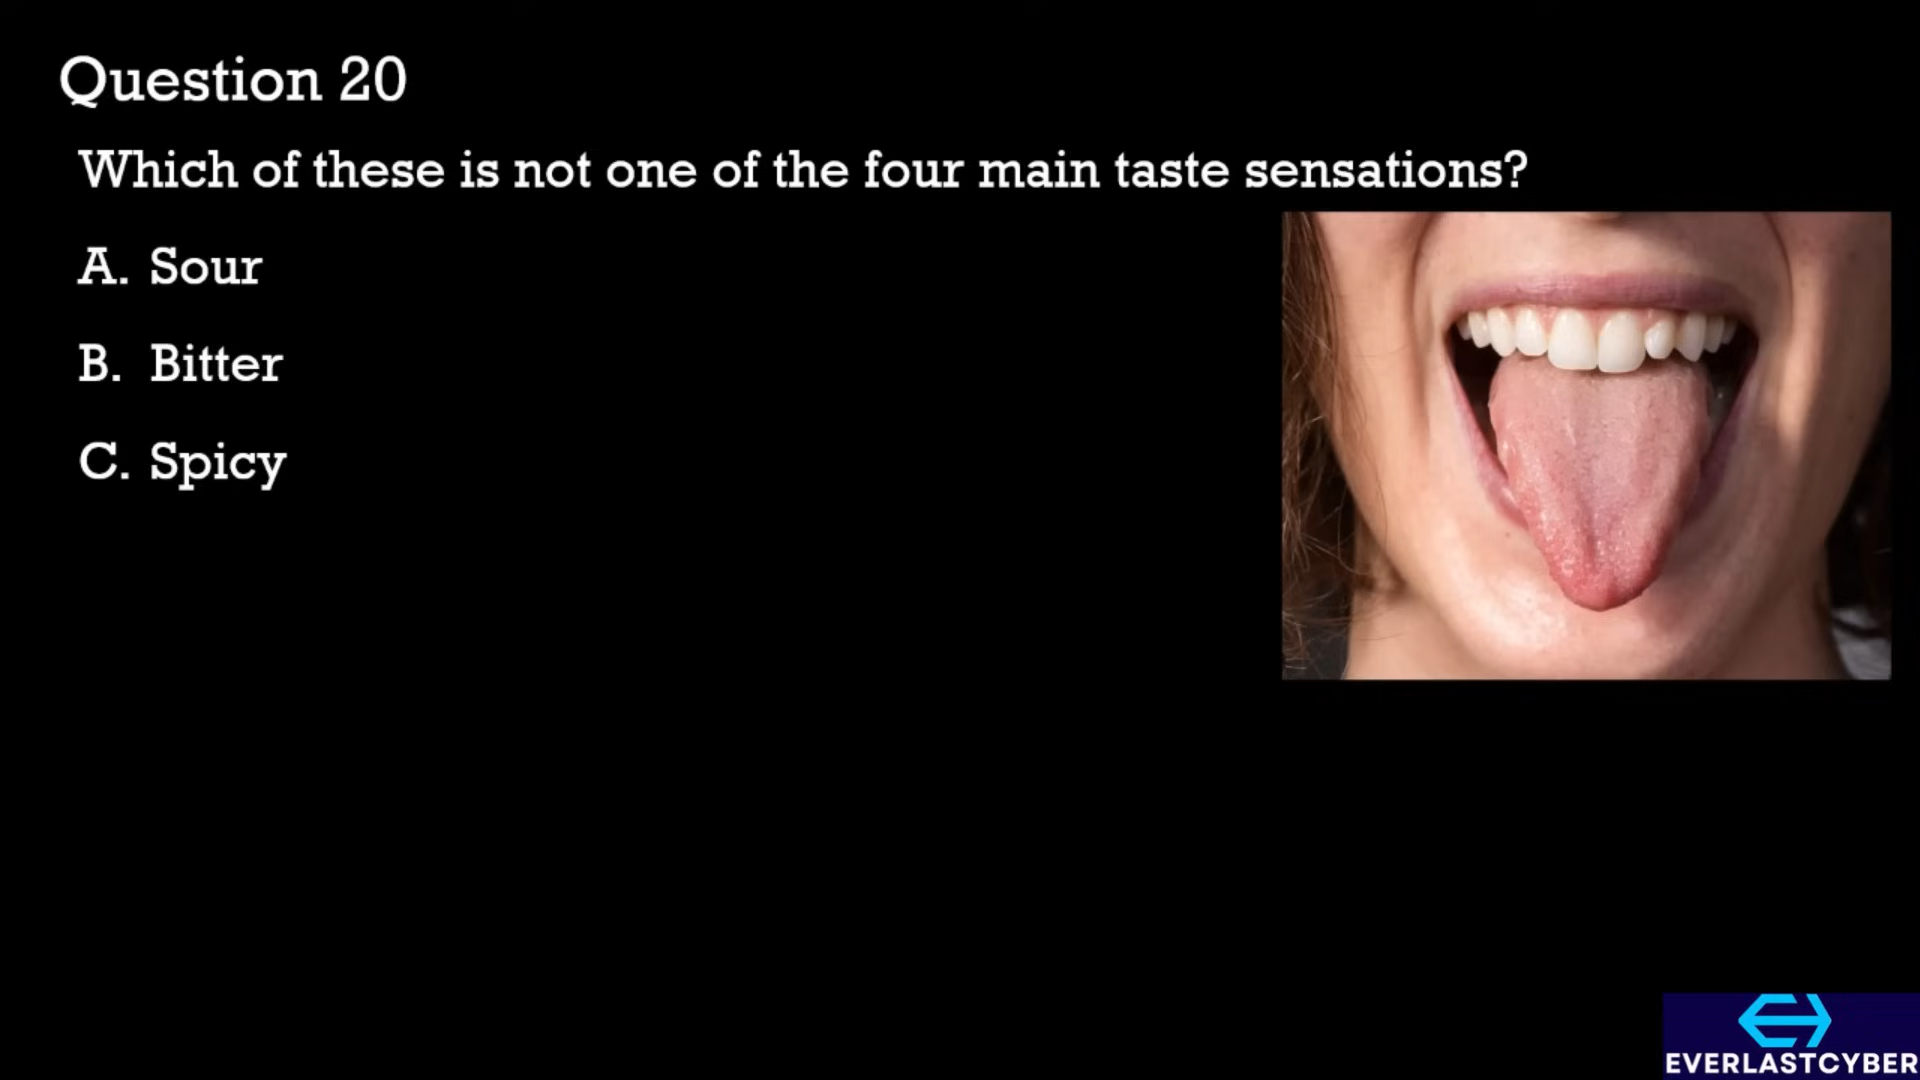 Question 20
Which of these is not one of the four main taste sensations?
A. Sour
B. Bitter
C. Spicy
EVERLASTCYBER